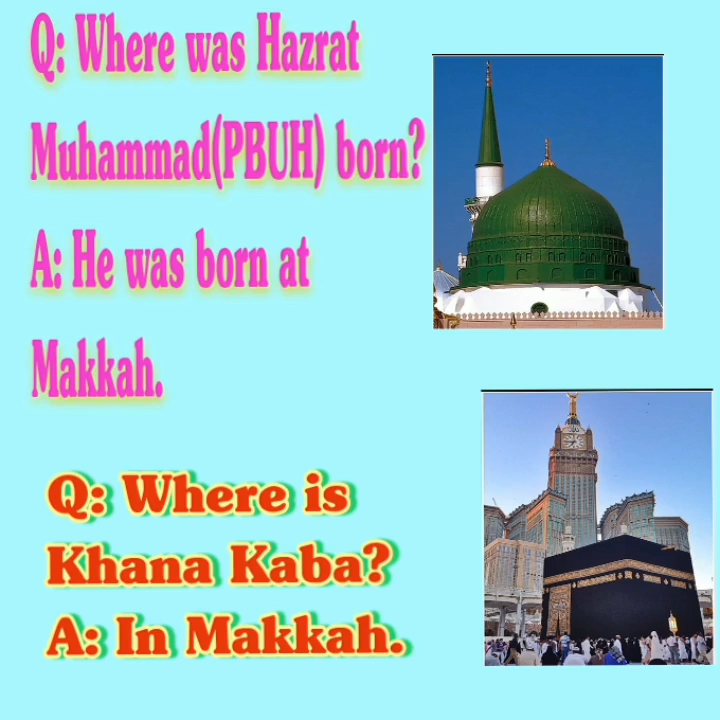 Q: Where was Hazrat
Muhammad(PBUH) born?
A: He was born at
Makkah.
Q: Where is
Khana Kaba?
A: In Makkah.